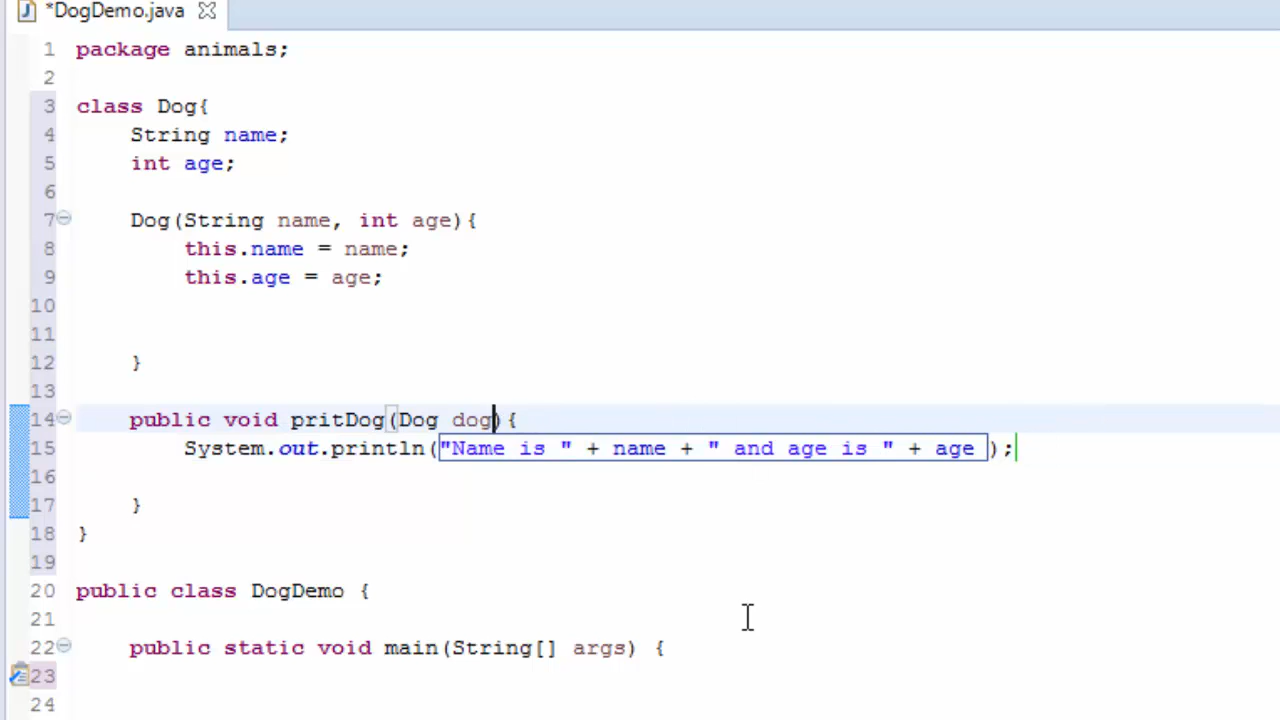 *DogDemo.java
1 package animals;
2
3 class Dog{
4 String name;
5 int age;
6
7 Dog(String name, int age){
8 this.name = name;
9 this.age = age;
10
11
12 }
13
14 public void pritDog(Dog dog){
15 System.out.println("Name is " + name + " and age is " + age );
16
17 }
18 }
19
20 public class DogDemo {
21
22 public static void main(String[] args) {
23
24